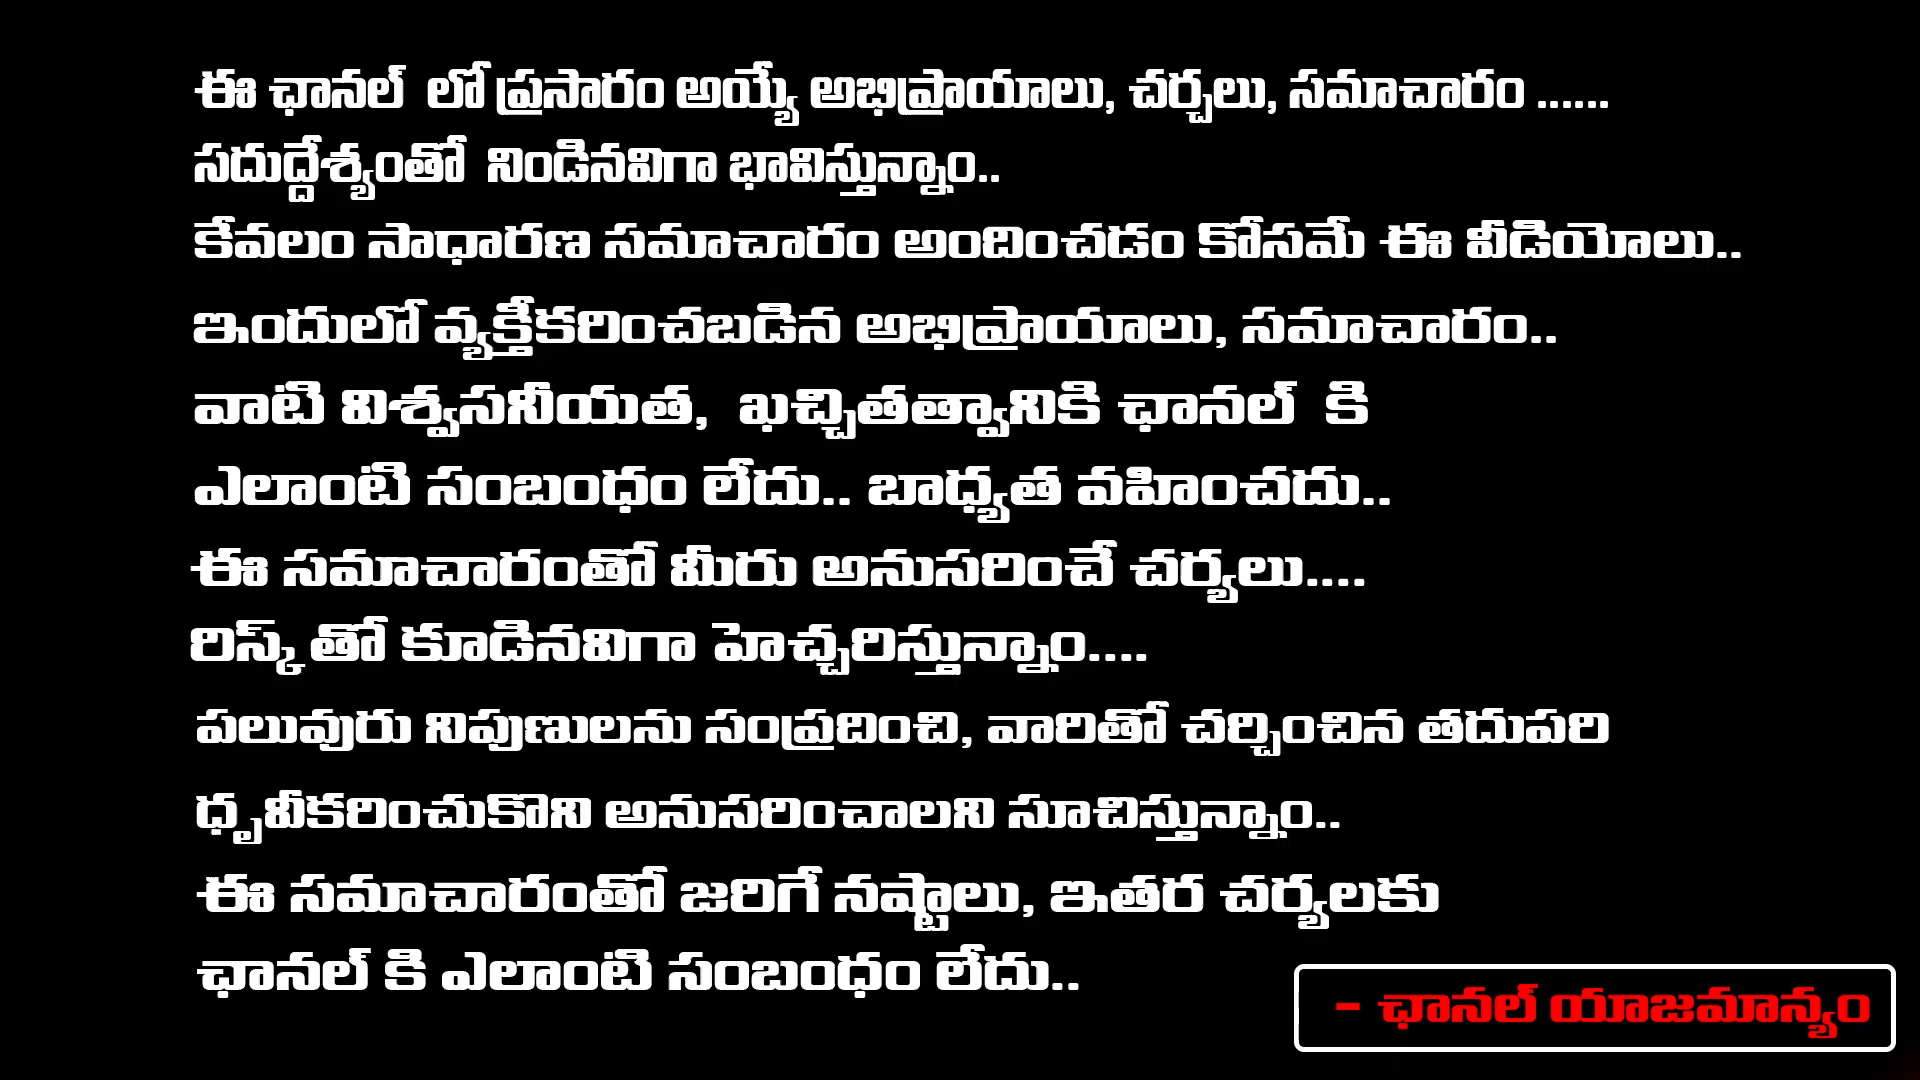 ఈ ఛానల్ లో ప్రసారం అయ్యే అభిప్రాయాలు, చర్చలు, సమాచారం ......
సదుద్దేశ్యంతో నిండినవిగా భావిస్తున్నాం..
కేవలం సాధారణ సమాచారం అందించడం కోసమే ఈ వీడియోలు..
ఇందులో వ్యక్తీకరించబడిన అభిప్రాయాలు, సమాచారం..
వాటి విశ్వసనీయత, ఖచ్చితత్వానికి ఛానల్ కి
ఎలాంటి సంబంధం లేదు.. బాధ్యత వహించదు..
ఈ సమాచారంతో మీరు అనుసరించే చర్యలు....
రిస్క్ తో కూడినవిగా హెచ్చరిస్తున్నాం....
పలువురు నిపుణులను సంప్రదించి, వారితో చర్చించిన తదుపరి
ధృవీకరించుకొని అనుసరించాలని సూచిస్తున్నాం..
ఈ సమాచారంతో జరిగే నష్టాలు, ఇతర చర్యలకు
ఛానల్ కి ఎలాంటి సంబంధం లేదు..
- ఛానల్ యాజమాన్యం